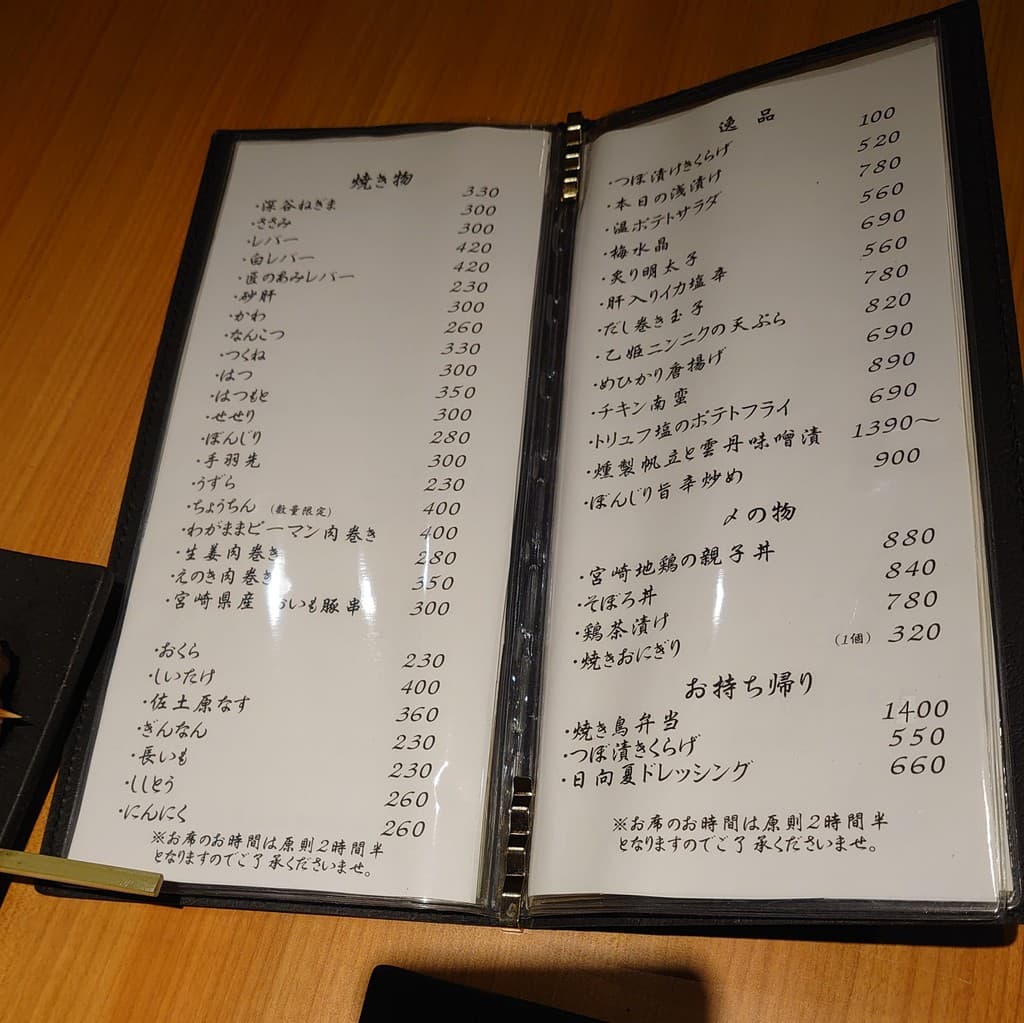 焼き物
・深谷ねぎま 330
・ささみ 300
・レバー 300
・白レバー 420
・匠のあみレバー 420
・砂肝 230
・かわ 300
・なんこつ 260
・つくね 330
・はつ 300
・はつもと 350
・せせり 300
・ぼんじり 280
・手羽先 300
・うずら 230
・ちょうちん (数量限定) 400
・わがままピーマン肉巻き 400
・生姜肉巻き 280
・えのき肉巻き 350
・宮崎県産 おいも豚串 300
・おくら 230
・しいたけ 400
・佐土原なす 360
・ぎんなん 230
・長いも 230
・ししとう 260
・にんにく 260
※お席のお時間は原則2時間半
となりますのでご了承くださいませ。
逸品
・つぼ漬けきくらげ 100
・本日の浅漬け 520
・温ポテトサラダ 780
・梅水晶 560
・炙り明太子 690
・肝入りイカ塩辛 560
・だし巻き玉子 780
・乙姫ニンニクの天ぷら 820
・めひかり唐揚げ 690
・チキン南蛮 890
・トリュフ塩のポテトフライ 690
・燻製帆立と雲丹味噌漬 1390～
・ぼんじり旨辛炒め 900
〆の物
・宮崎地鶏の親子丼 880
・そぼろ丼 840
・鶏茶漬け 780
・焼きおにぎり (1個) 320
お持ち帰り
・焼き鳥弁当 1400
・つぼ漬きくらげ 550
・日向夏ドレッシング 660
※お席のお時間は原則2時間半
となりますのでご了承くださいませ。